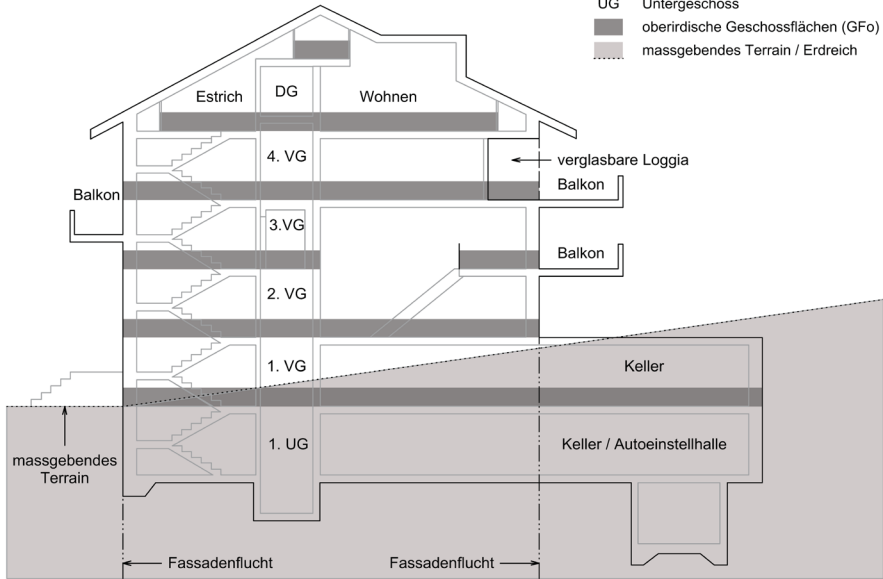 UG Untergeschoss
oberirdische Geschossflächen (GFo)
massgebendes Terrain / Erdreich
Estrich
DG
Wohnen
4. VG
verglasbare Loggia
Balkon
Balkon
3.VG
Balkon
2. VG
1. VG
Keller
1. UG
Keller / Autoeinstellhalle
massgebendes
Terrain
Fassadenflucht
Fassadenflucht